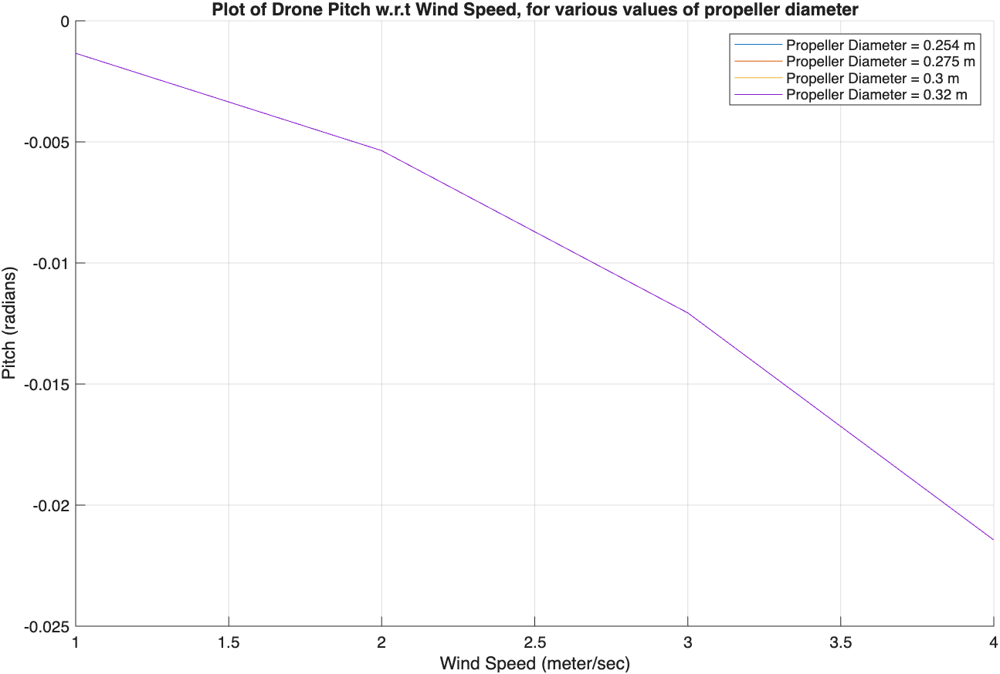 Plot of Drone Pitch w.r.t Wind Speed, for various values of propeller diameter
Propeller Diameter = 0.254 m
Propeller Diameter = 0.275 m
Propeller Diameter = 0.3 m
Propeller Diameter = 0.32 m
Pitch (radians)
0
-0.005
-0.01
-0.015
-0.02
-0.025
1
1.5
2
2.5
3
3.5
4
Wind Speed (meter/sec)